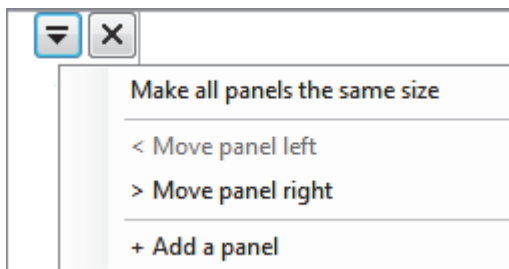 Make all panels the same size
< Move panel left
> Move panel right
+ Add a panel